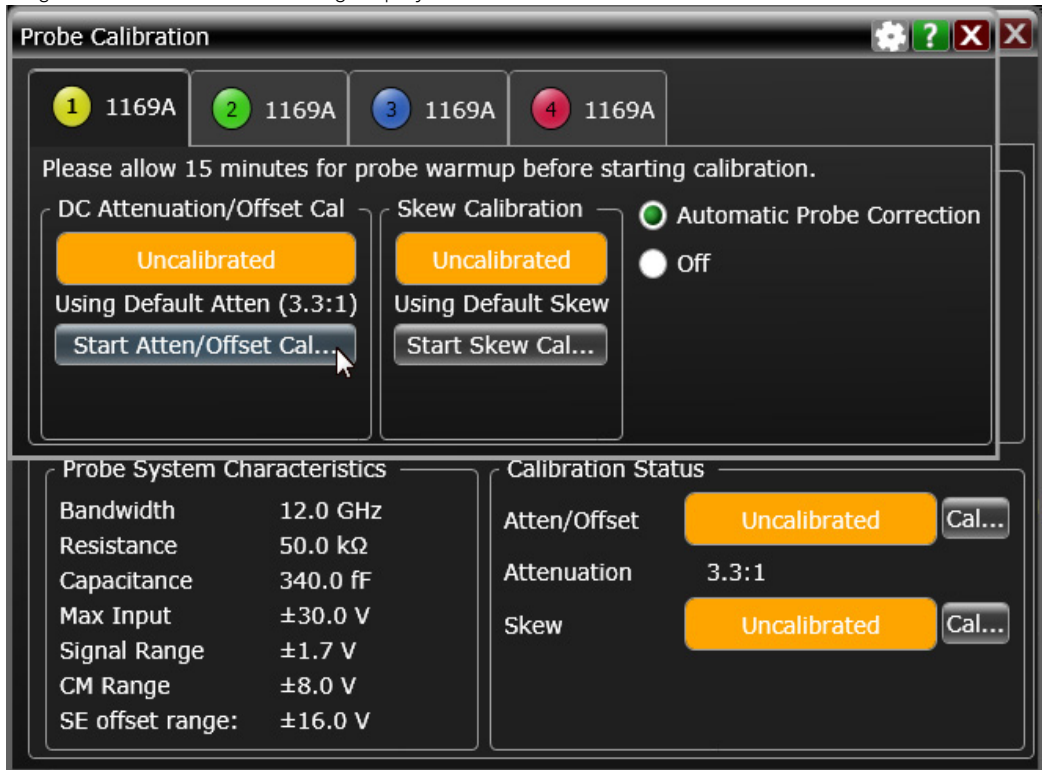 Probe Calibration
? X X
1 1169A 2 1169A 3 1169A 4 1169A
Please allow 15 minutes for probe warmup before starting calibration.
DC Attenuation/Offset Cal
Uncalibrated
Using Default Atten (3.3:1)
Start Atten/Offset Cal...
Skew Calibration
Uncalibrated
Using Default Skew
Start Skew Cal...
Automatic Probe Correction
Off
Probe System Characteristics
Bandwidth 12.0 GHz
Resistance 50.0 kΩ
Capacitance 340.0 fF
Max Input ±30.0 V
Signal Range ±1.7 V
CM Range ±8.0 V
SE offset range: ±16.0 V
Calibration Status
Atten/Offset Uncalibrated Cal...
Attenuation 3.3:1
Skew Uncalibrated Cal...